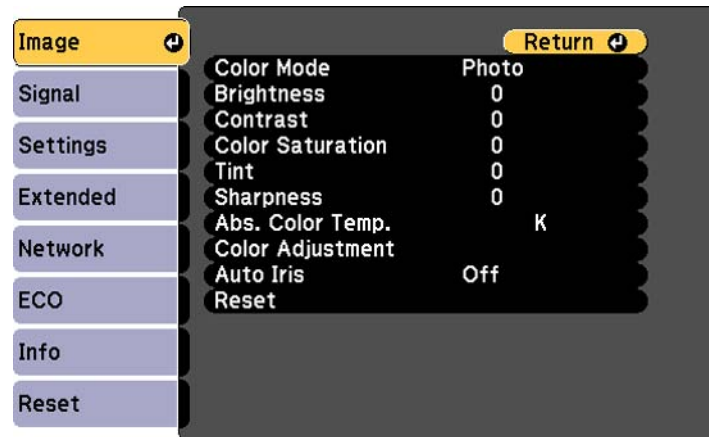 Image
Signal
Settings
Extended
Network
ECO
Info
Reset
Return
Color Mode Photo
Brightness 0
Contrast 0
Color Saturation 0
Tint 0
Sharpness 0
Abs. Color Temp. K
Color Adjustment
Auto Iris Off
Reset